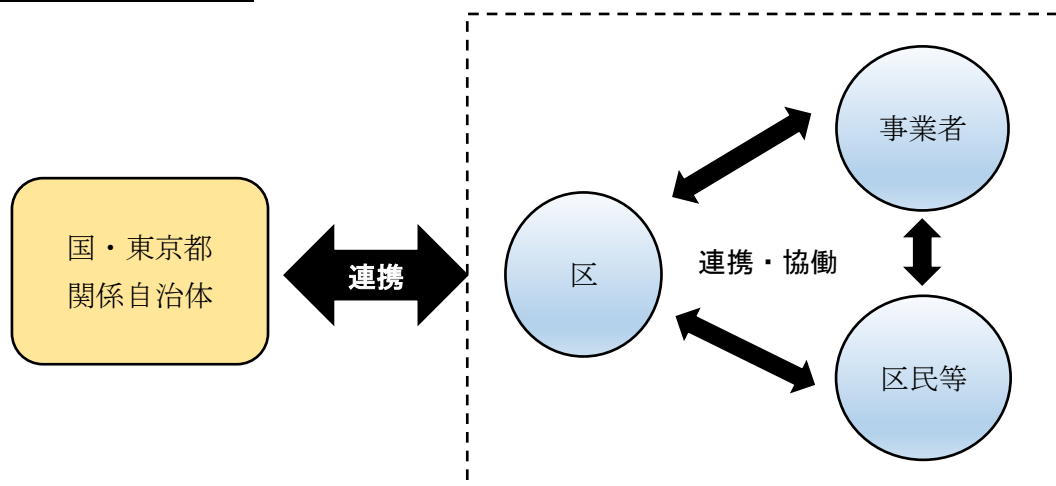 国・東京都
関係自治体
連携
区
連携・協働
事業者
区民等